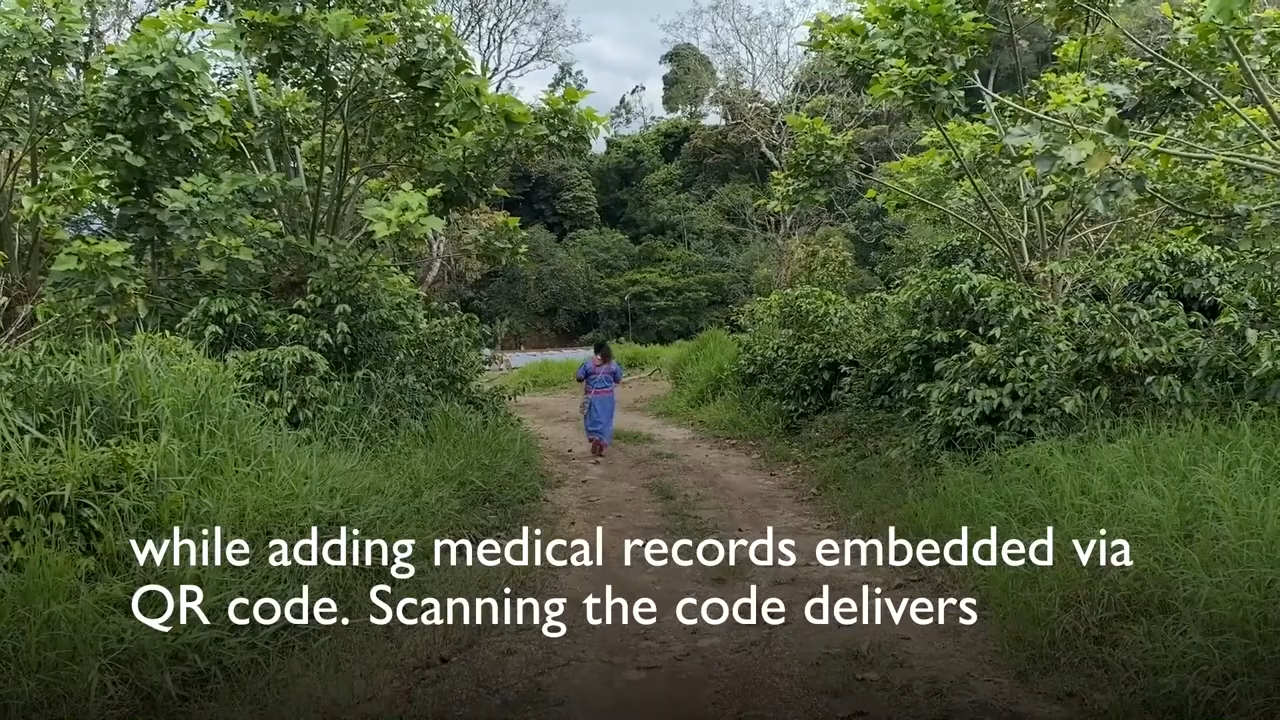 while adding medical records embedded via
QR code. Scanning the code delivers